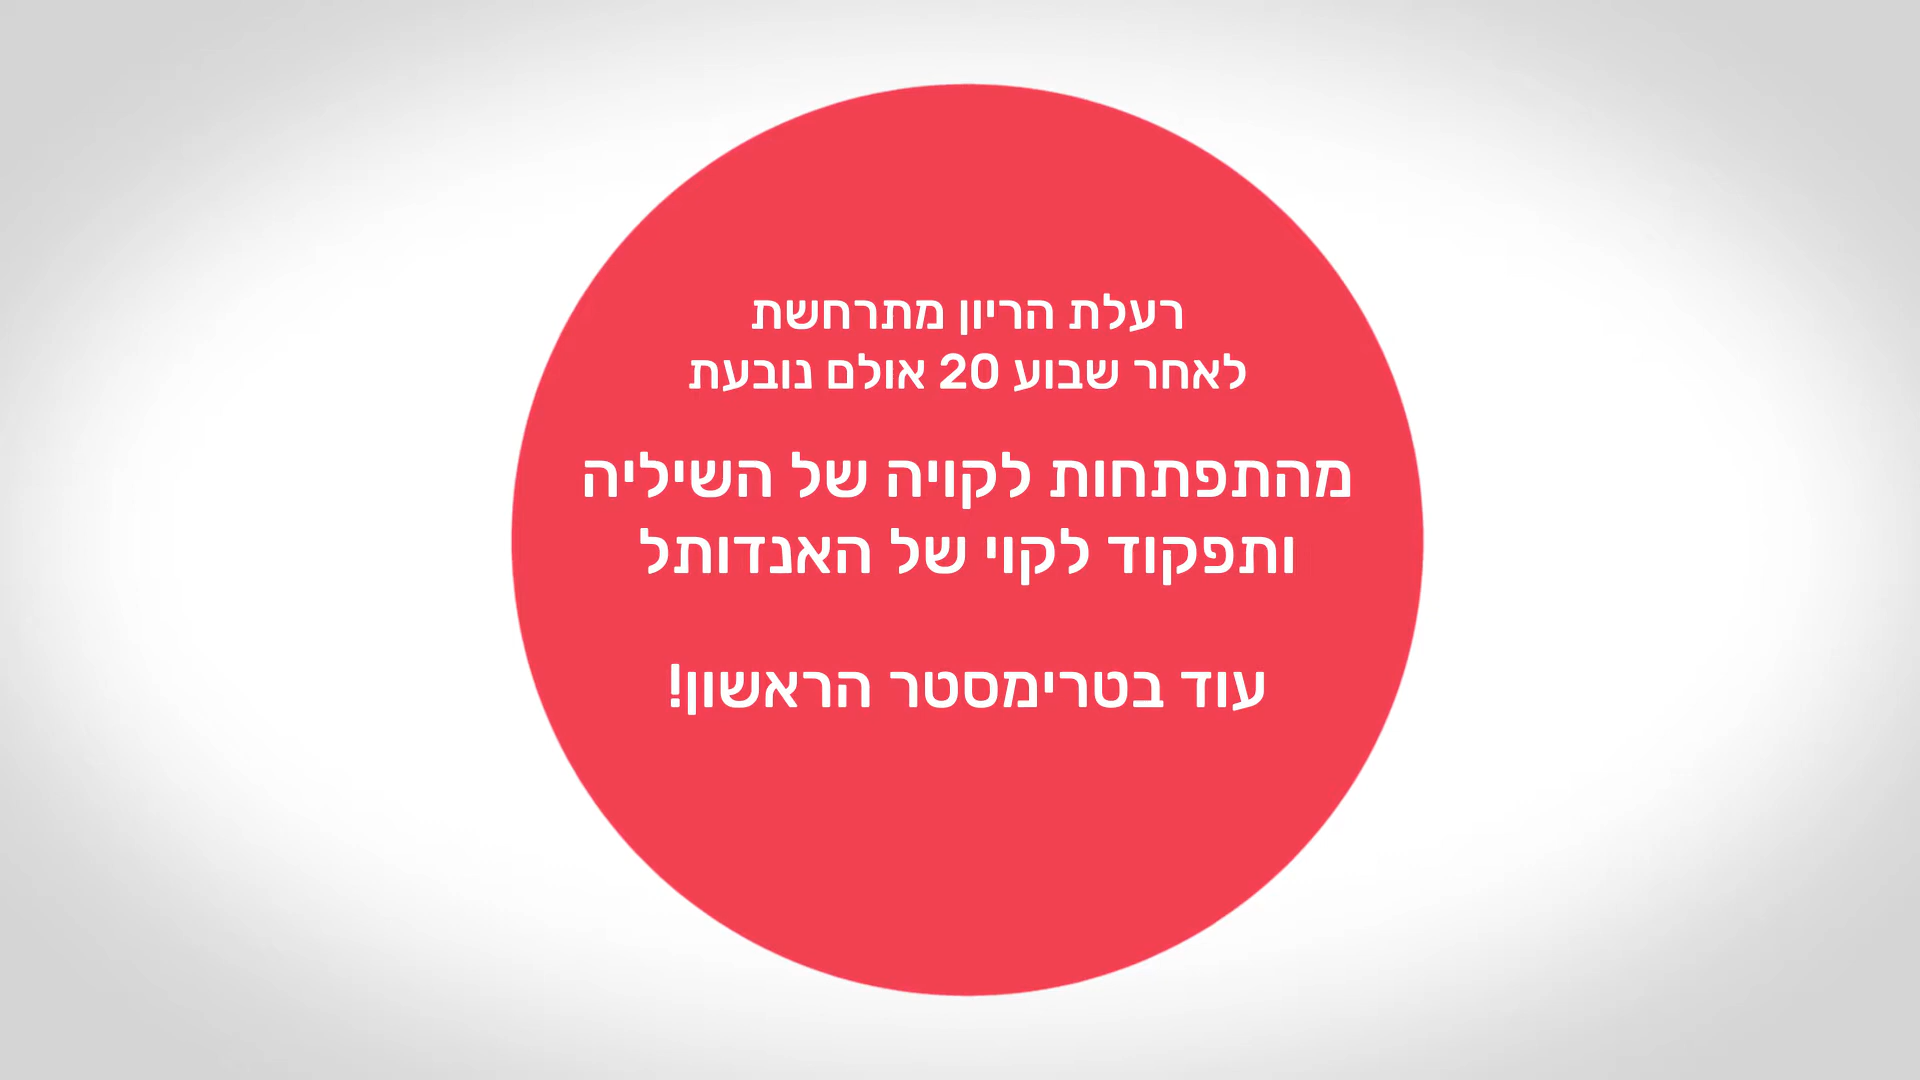 רעלת הריון מתרחשת
לאחר שבוע 20 אולם נובעת
מהתפתחות לקויה של השיליה
ותפקוד לקוי של האנדותל
עוד בטרימסטר הראשון!